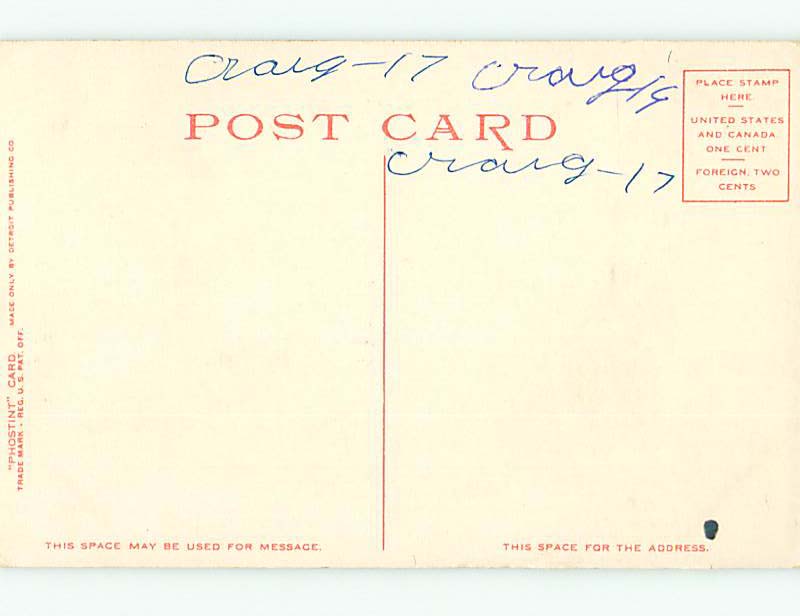 Craig-17
Craig
POST CARD
Craig-17
PLACE STAMP
HERE
UNITED STATES
AND CANADA
ONE CENT
FOREIGN, TWO
CENTS
"PHOSTINT" CARD MADE ONLY BY DETROIT PUBLISHING CO.
TRADE MARK - REG. U. S. PAT. OFF.
THIS SPACE MAY BE USED FOR MESSAGE.
THIS SPACE FOR THE ADDRESS.